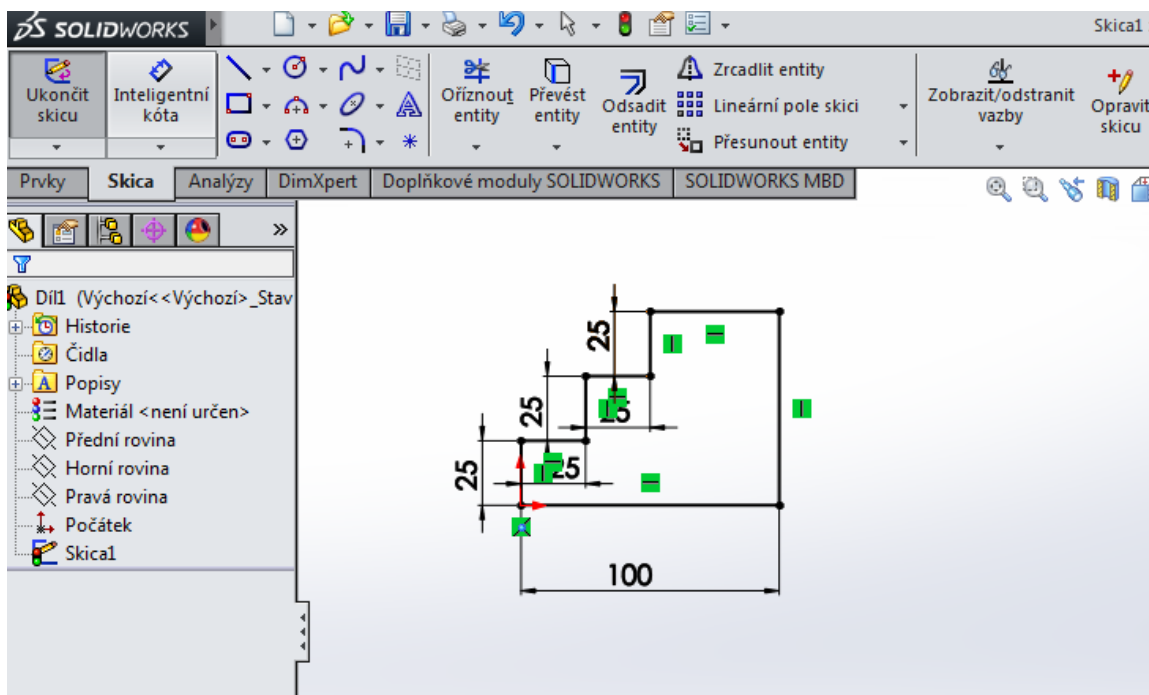 SOLIDWORKS
Skica1
Ukončit skicu
Inteligentní kóta
Oříznout entity
Převést entity
Odsadit entity
Zrcadlit entity
Lineární pole skici
Přesunout entity
Zobrazit/odstranit vazby
Opravit skicu
Prvky
Skica
Analýzy
DimXpert
Doplňkové moduly SOLIDWORKS
SOLIDWORKS MBD
Díl1 (Výchozí<<Výchozí>_Stav
Historie
Čidla
Popisy
Materiál <není určen>
Přední rovina
Horní rovina
Pravá rovina
Počátek
Skica1
25
25
25
25
25
100